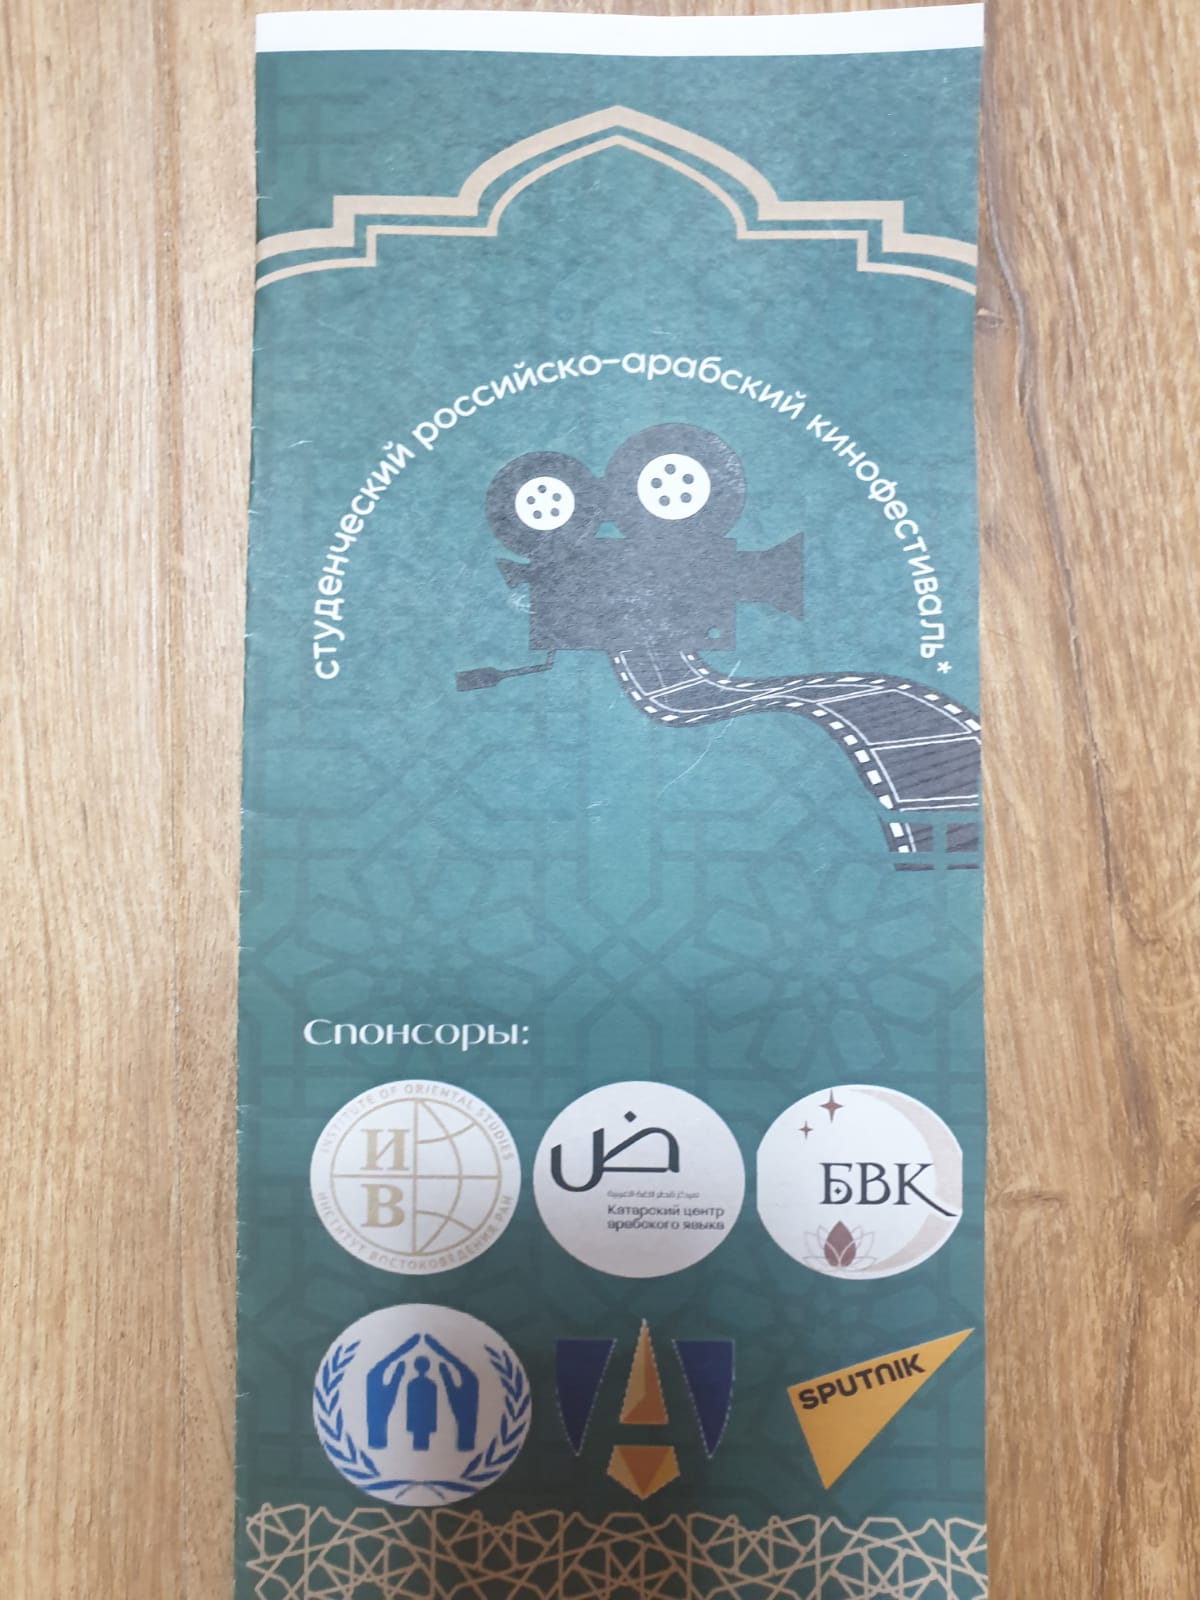 студенческий российско-арабский кинофестиваль*
Спонсоры:
INSTITUTE OF ORIENTAL STUDIES
ИВ
ИНСТИТУТ ВОСТОКОВЕДЕНИЯ РАН
ض
Катарский центр
арабского языка
БВК
SPUTNIK